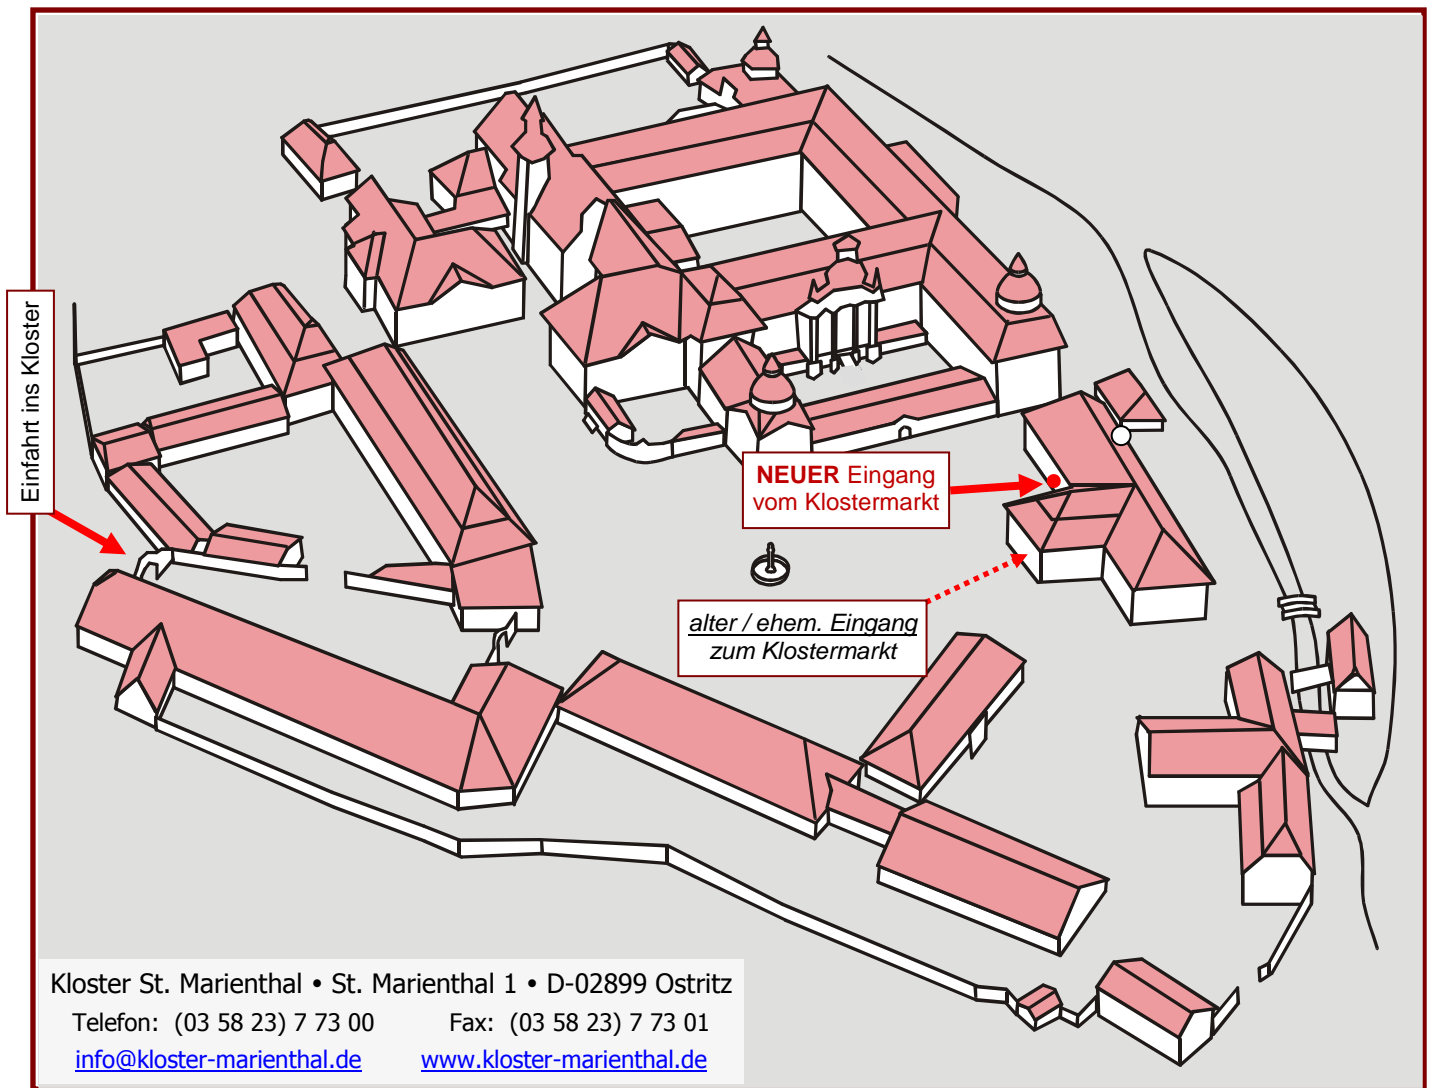 Einfahrt ins Kloster
NEUER Eingang
vom Klostermarkt
alter / ehem. Eingang
zum Klostermarkt
Kloster St. Marienthal • St. Marienthal 1 • D-02899 Ostritz
Telefon: (03 58 23) 7 73 00 Fax: (03 58 23) 7 73 01
info@kloster-marienthal.de www.kloster-marienthal.de